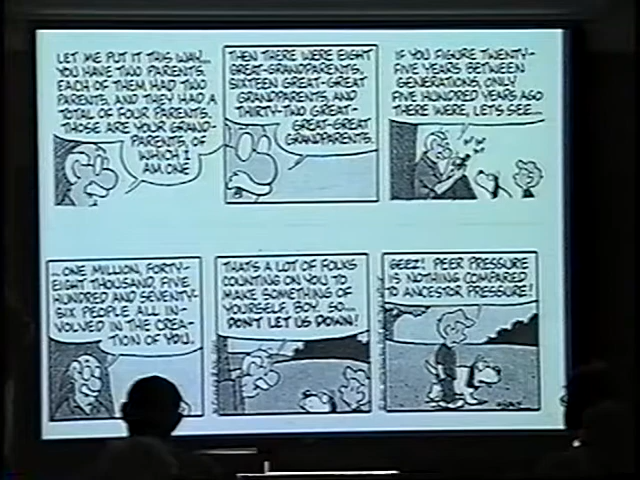 LET ME PUT IT THIS WAY...
YOU HAVE TWO PARENTS.
EACH OF THEM HAD TWO
PARENTS, AND THEY HAD A
TOTAL OF FOUR PARENTS.
THOSE ARE YOUR GRAND-
PARENTS, OF
WHICH I
AM ONE
THEN THERE WERE EIGHT
GREAT-GRANDPARENTS,
SIXTEEN GREAT-GREAT
GRANDPARENTS, AND
THIRTY-TWO GREAT-
GREAT-GREAT
GRANDPARENTS.
IF YOU FIGURE TWENTY-
FIVE YEARS BETWEEN
GENERATIONS, ONLY
FIVE HUNDRED YEARS AGO
THERE WERE, LET'S SEE...
...ONE MILLION, FORTY-
EIGHT THOUSAND, FIVE
HUNDRED AND SEVENTY-
SIX PEOPLE ALL IN-
VOLVED IN THE CREA-
TION OF YOU.
THAT'S A LOT OF FOLKS
COUNTING ON YOU TO
MAKE SOMETHING OF
YOURSELF, BOY. SO...
DON'T LET US DOWN!
GEEZ! PEER PRESSURE
IS NOTHING COMPARED
TO ANCESTOR PRESSURE!